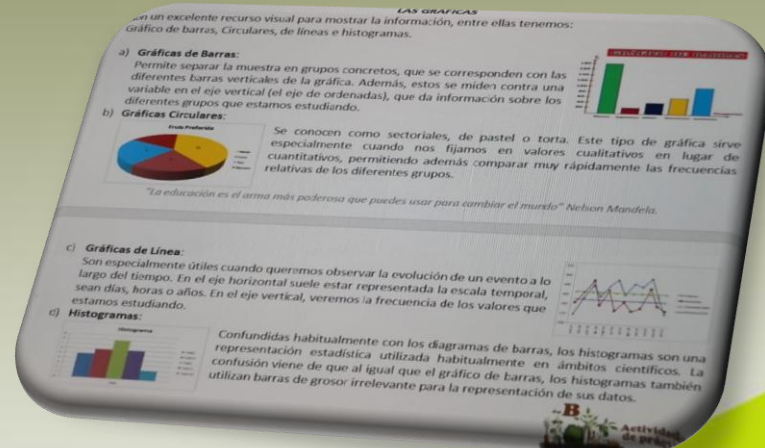 LAS GRAFICAS
un excelente recurso visual para mostrar la información, entre ellas tenemos:
Gráfico de barras, Circulares, de líneas e histogramas.
a) Gráficas de Barras:
Permite separar la muestra en grupos concretos, que se corresponden con las
diferentes barras verticales de la gráfica. Además, estos se miden contra una
variable en el eje vertical (el eje de ordenadas), que da información sobre los
diferentes grupos que estamos estudiando.
b) Gráficas Circulares:
Fruta Preferida
Se conocen como sectoriales, de pastel o torta. Este tipo de gráfica sirve
especialmente cuando nos fijamos en valores cualitativos en lugar de
cuantitativos, permitiendo además comparar muy rápidamente las frecuencias
relativas de los diferentes grupos.
"La educación es el arma más poderosa que puedes usar para cambiar el mundo" Nelson Mandela.
c) Gráficas de Línea:
Son especialmente útiles cuando queremos observar la evolución de un evento a lo
largo del tiempo. En el eje horizontal suele estar representada la escala temporal,
sean días, horas o años. En el eje vertical, veremos la frecuencia de los valores que
estamos estudiando.
d) Histogramas:
Histograma
Confundidas habitualmente con los diagramas de barras, los histogramas son una
representación estadística utilizada habitualmente en ámbitos científicos. La
confusión viene de que al igual que el gráfico de barras, los histogramas también
utilizan barras de grosor irrelevante para la representación de sus datos.
B
Actividad